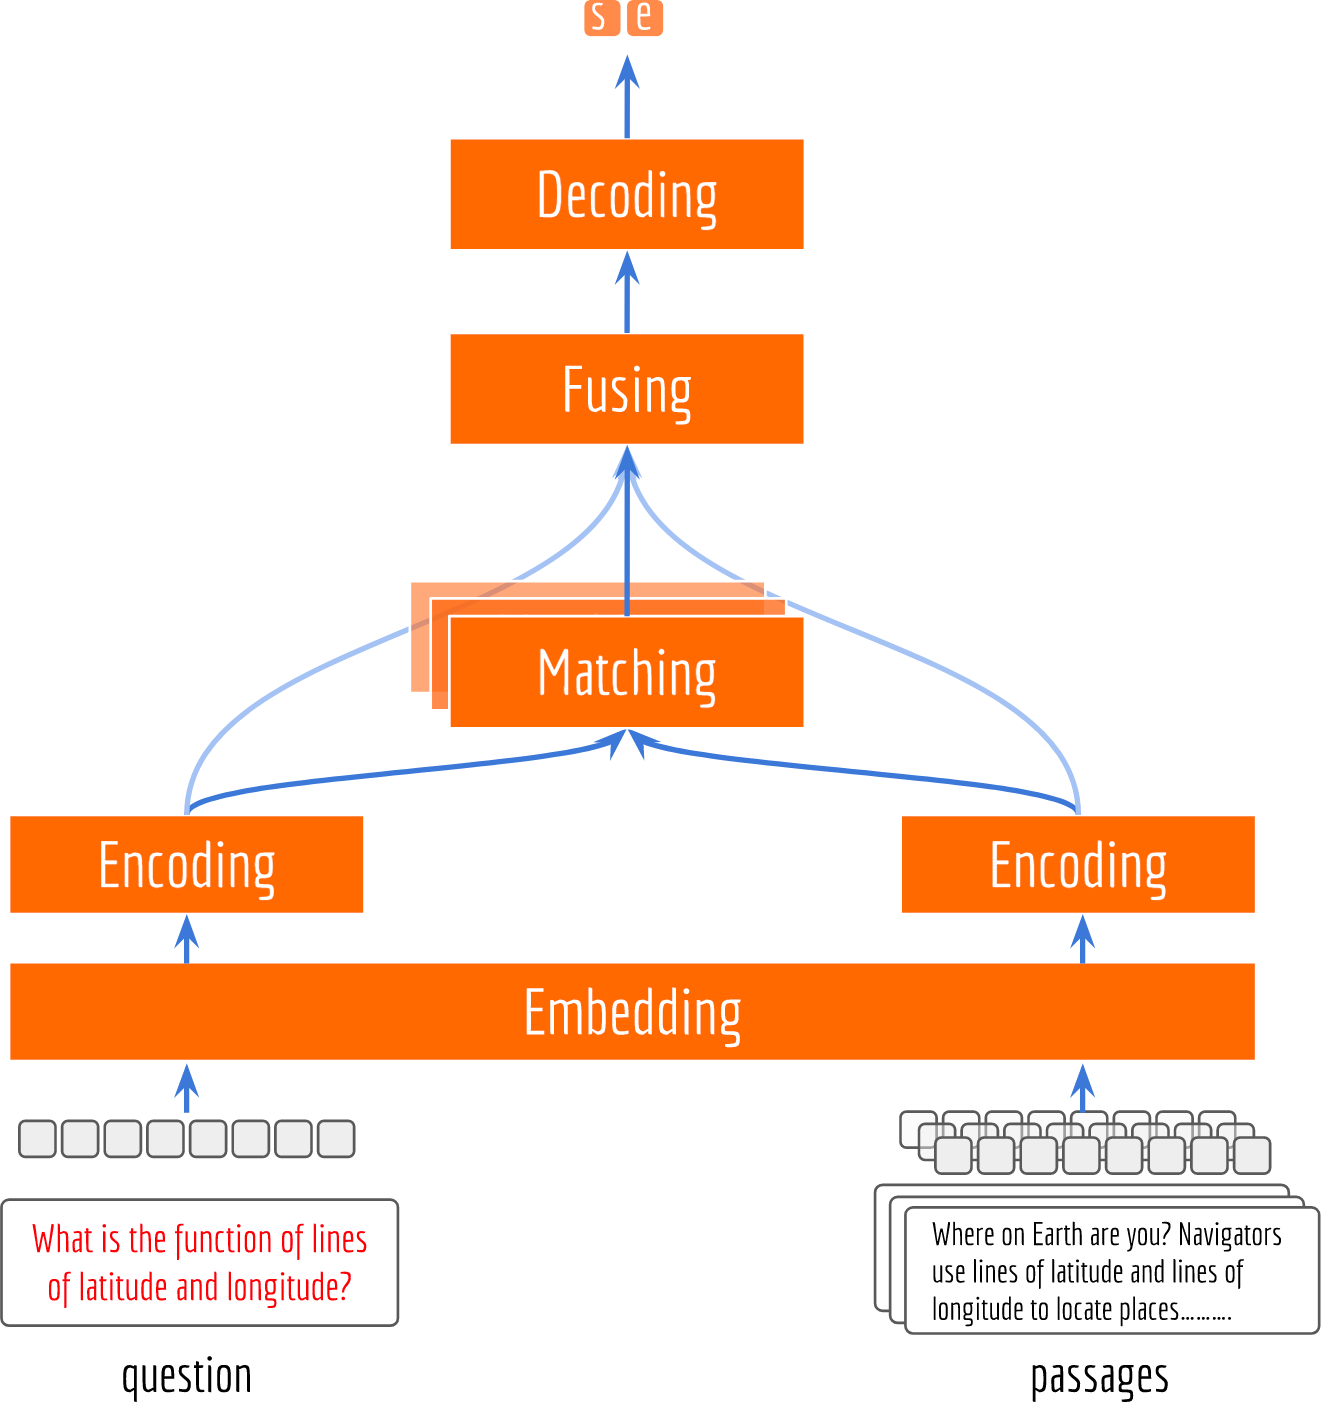 s e
Decoding
Fusing
Matching
Encoding
Encoding
Embedding
What is the function of lines
of latitude and longitude?
Where on Earth are you? Navigators
use lines of latitude and lines of
longitude to locate places..........
question
passages